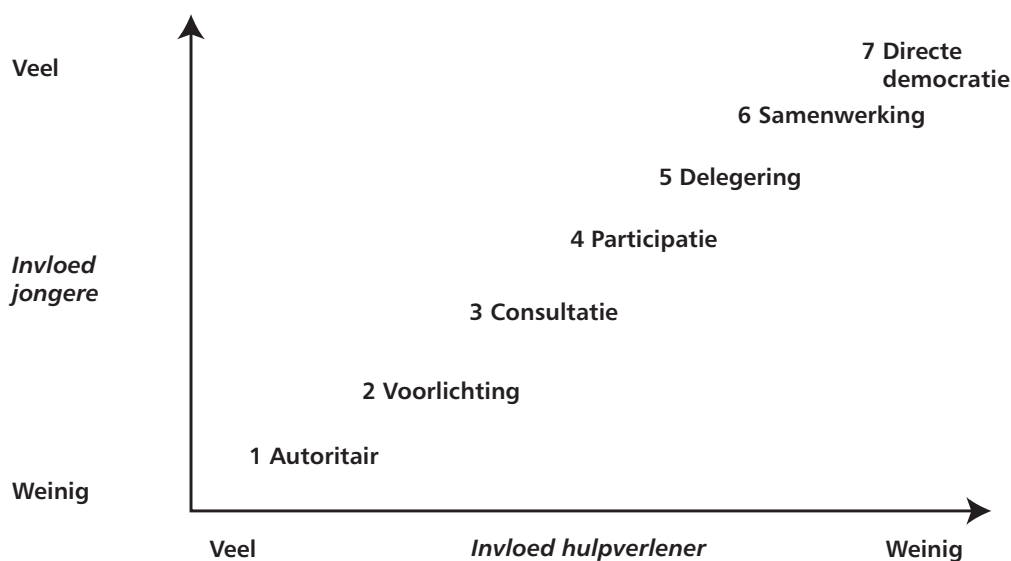 Veel
7 Directe
democratie
6 Samenwerking
5 Delegering
4 Participatie
Invloed
jongere
3 Consultatie
2 Voorlichting
1 Autoritair
Weinig
Veel
Invloed hulpverlener
Weinig